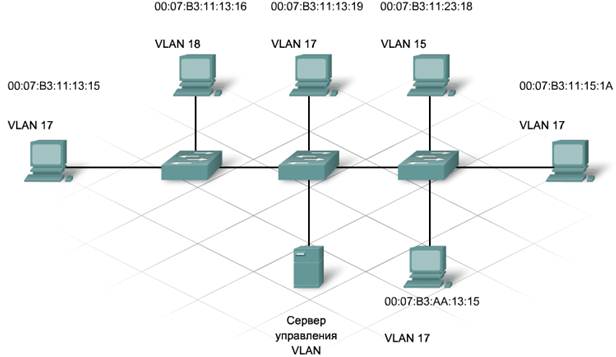 00:07:B3:11:13:16
00:07:B3:11:13:19
00:07:B3:11:23:18
VLAN 18
VLAN 17
VLAN 15
00:07:B3:11:13:15
00:07:B3:11:15:1A
VLAN 17
VLAN 17
00:07:B3:AA:13:15
Сервер
управления
VLAN
VLAN 17